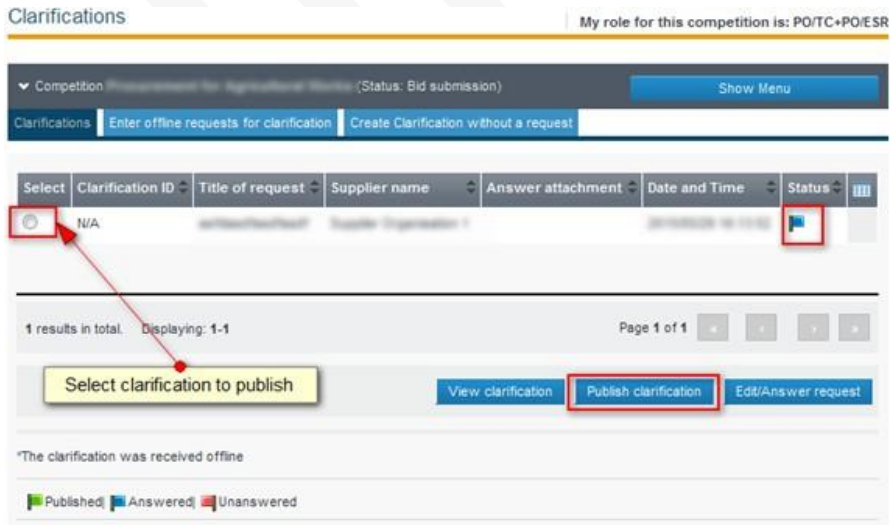 Clarifications
My role for this competition is: PO/TC+PO/ESR
Competition (Status: Bid submission)
Show Menu
Clarifications Enter offline requests for clarification Create Clarification without a request
Select Clarification ID Title of request Supplier name Answer attachment Date and Time Status
N/A
1 results in total. Displaying: 1-1
Page 1 of 1 « ‹ › »
Select clarification to publish
View clarification Publish clarification Edit/Answer request
*The clarification was received offline
Published| Answered| Unanswered